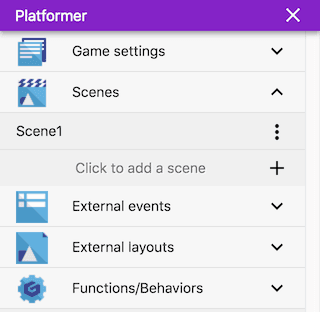 Platformer
Game settings
Scenes
Scene1
Click to add a scene
External events
External layouts
Functions/Behaviors